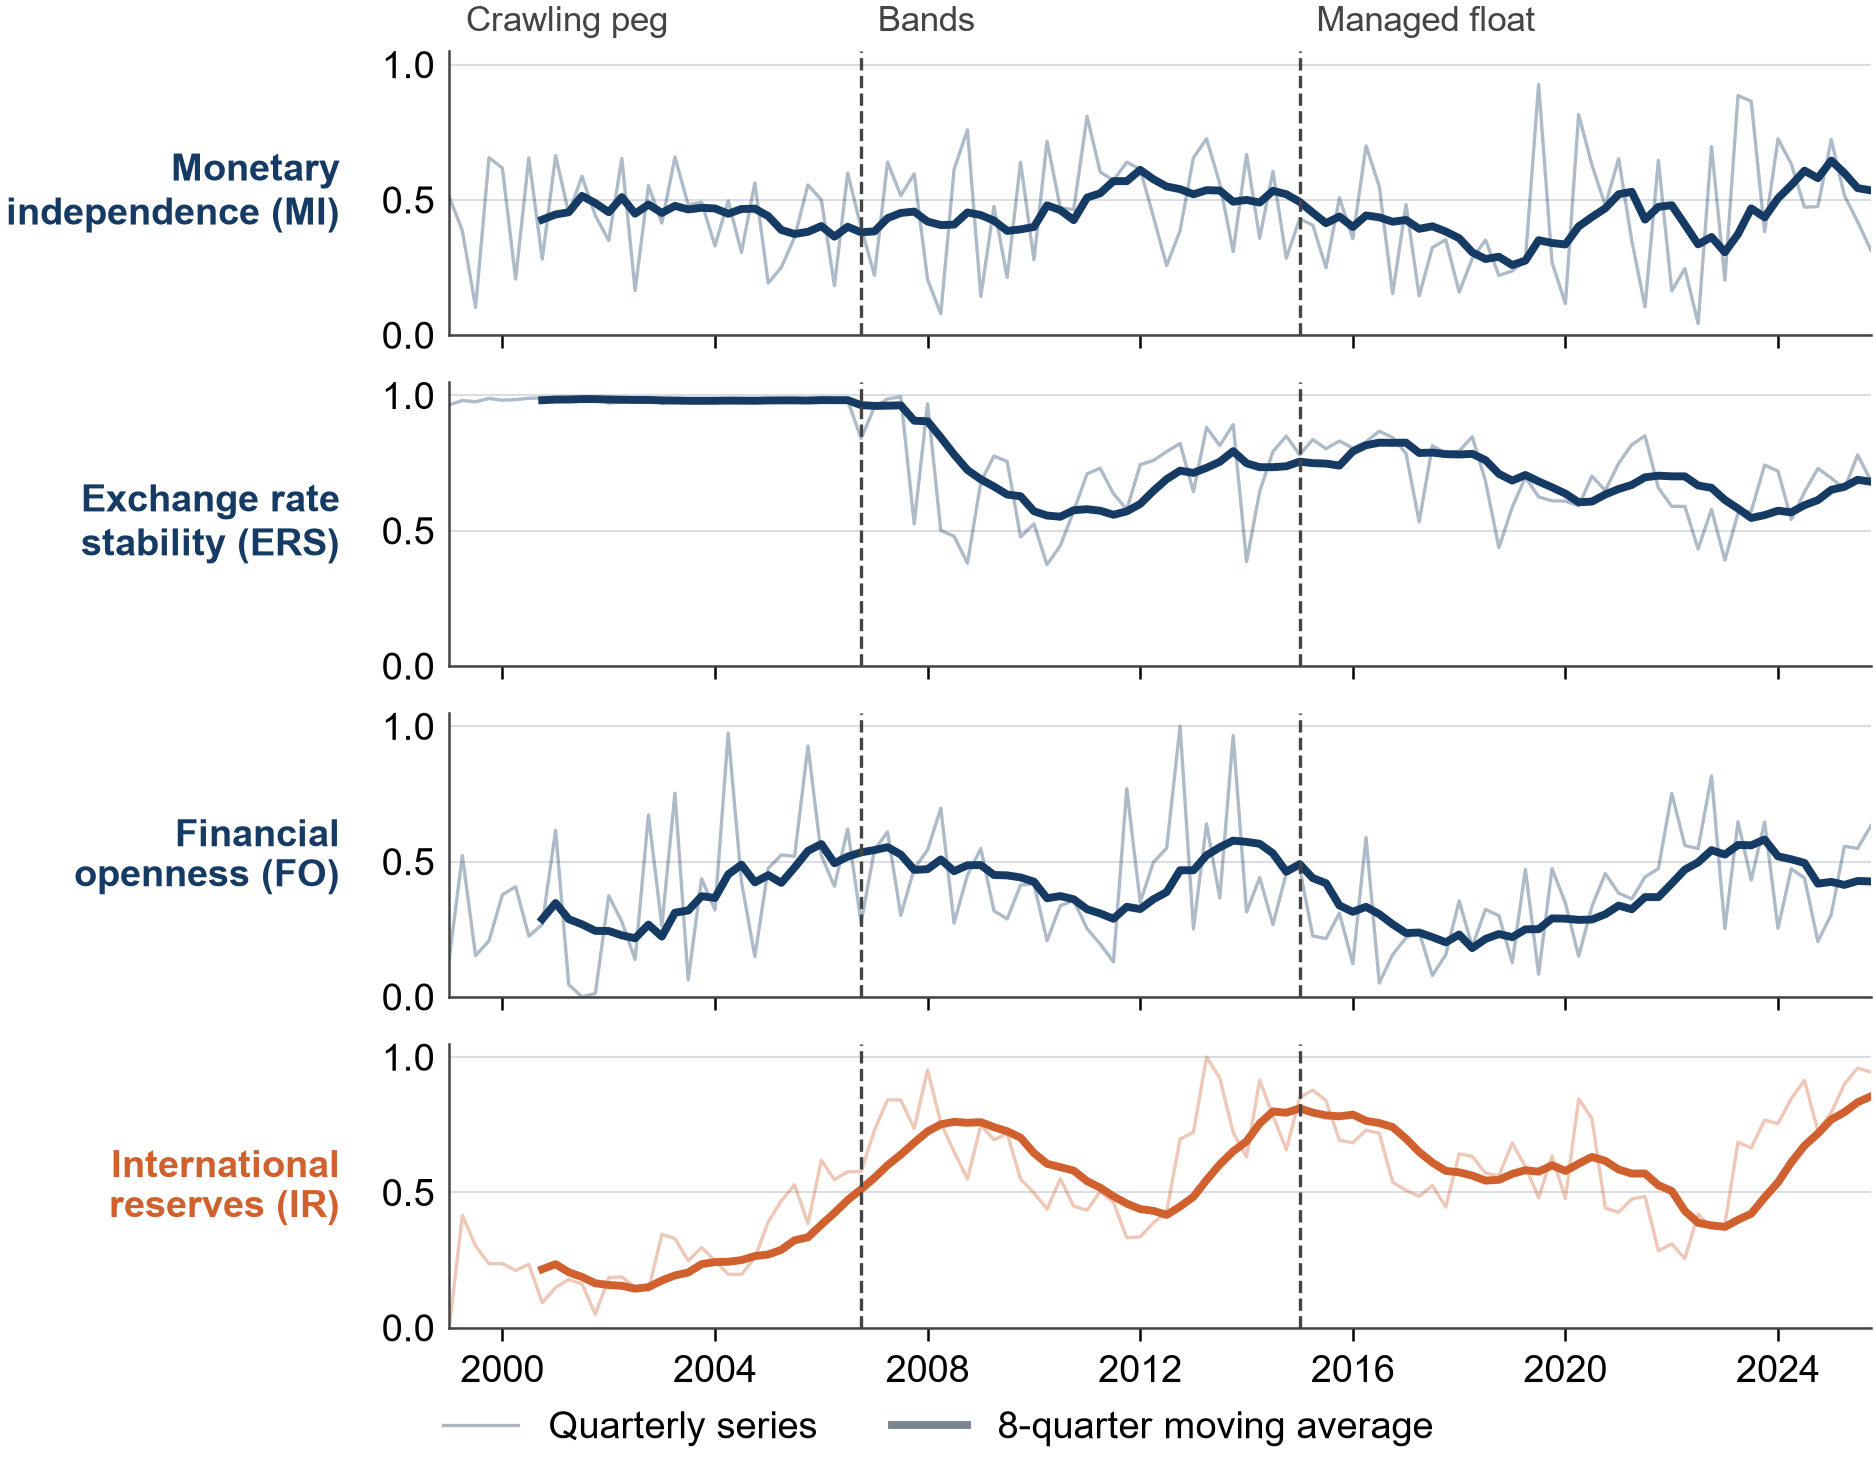 Crawling peg
Bands
Managed float
1.0
0.5
0.0
Monetary
independence (MI)
1.0
0.5
0.0
Exchange rate
stability (ERS)
1.0
0.5
0.0
Financial
openness (FO)
1.0
0.5
0.0
International
reserves (IR)
2000
2004
2008
2012
2016
2020
2024
Quarterly series
8-quarter moving average